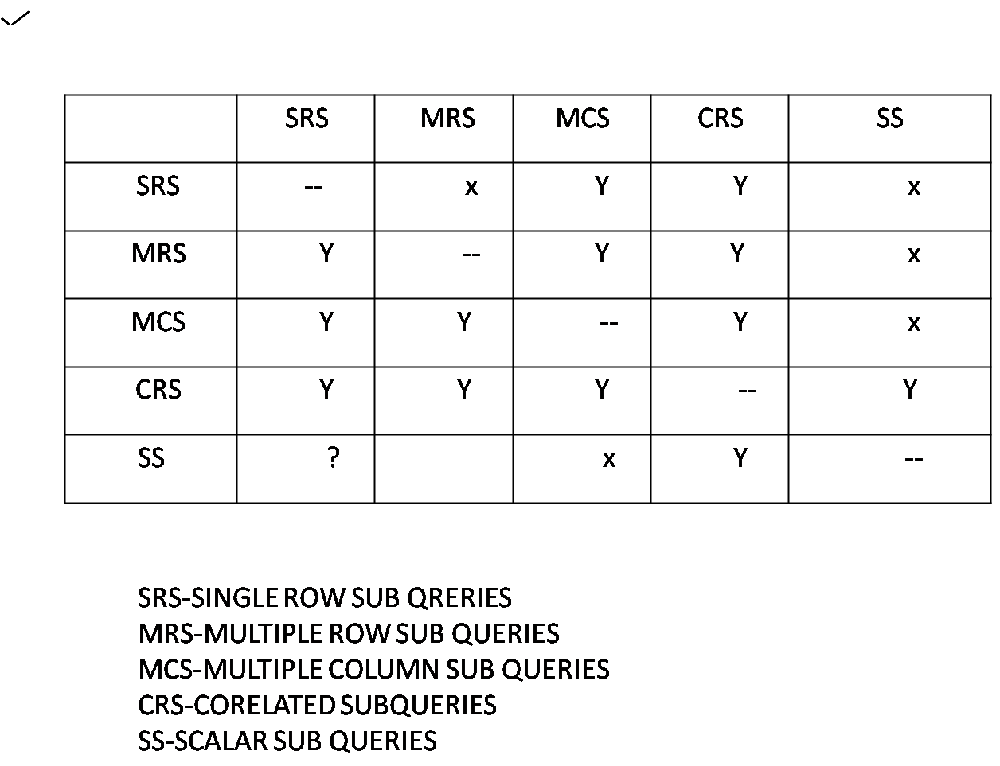 SRS MRS MCS CRS SS
SRS -- x Y Y x
MRS Y -- Y Y x
MCS Y Y -- Y x
CRS Y Y Y -- Y
SS ? x Y --
SRS-SINGLE ROW SUB QRERIES
MRS-MULTIPLE ROW SUB QUERIES
MCS-MULTIPLE COLUMN SUB QUERIES
CRS-CORELATED SUBQUERIES
SS-SCALAR SUB QUERIES